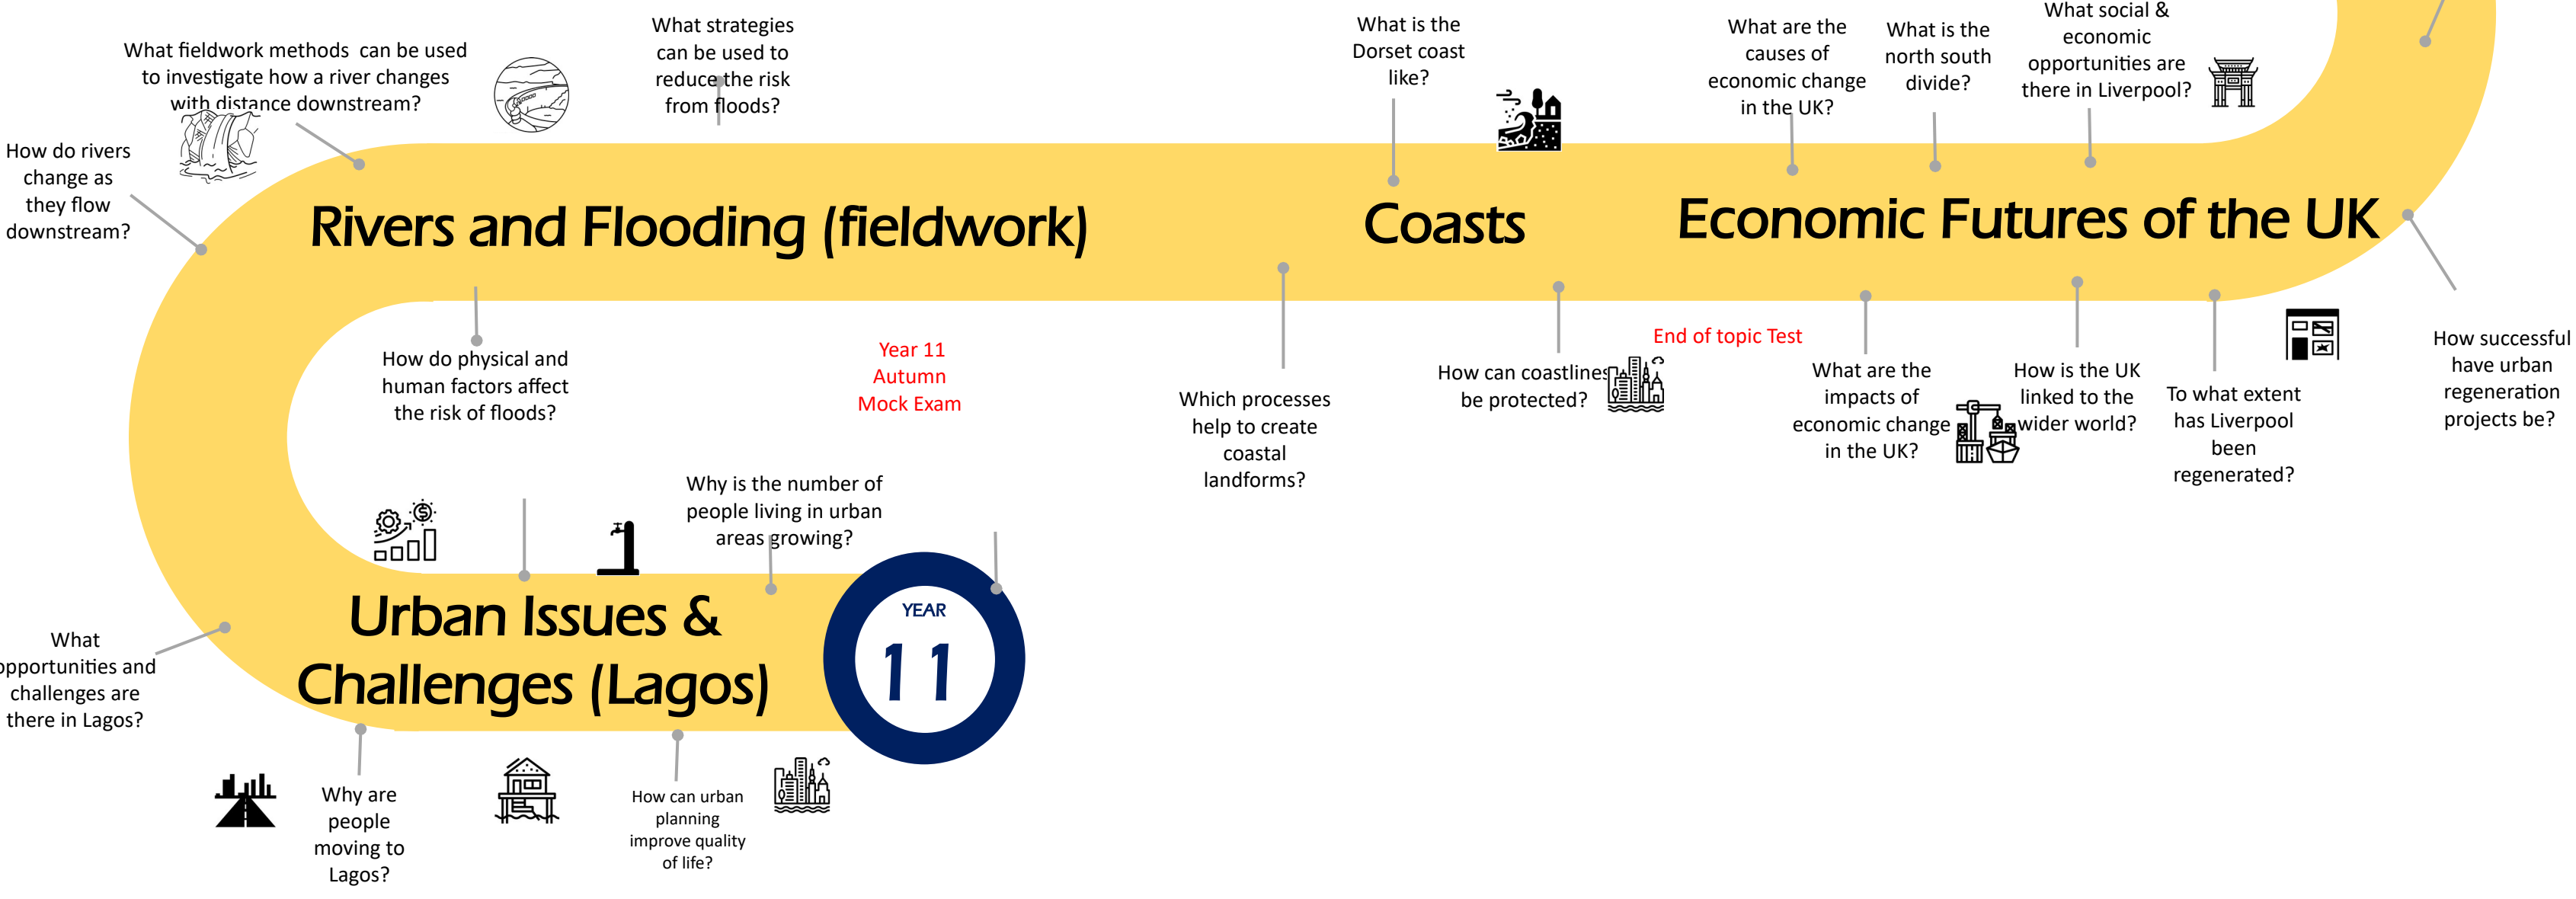 What fieldwork methods can be used
to investigate how a river changes
with distance downstream?
What strategies
can be used to
reduce the risk
from floods?
What is the
Dorset coast
like?
What are the
causes of
economic change
in the UK?
What is the
north south
divide?
What social &
economic
opportunities are
there in Liverpool?
How do rivers
change as
they flow
downstream?
Rivers and Flooding (fieldwork)
Coasts
Economic Futures of the UK
How do physical and
human factors affect
the risk of floods?
Year 11
Autumn
Mock Exam
Which processes
help to create
coastal
landforms?
How can coastlines
be protected?
End of topic Test
What are the
impacts of
economic change
in the UK?
How is the UK
linked to the
wider world?
To what extent
has Liverpool
been
regenerated?
How successful
have urban
regeneration
projects be?
Why is the number of
people living in urban
areas growing?
Urban Issues &
Challenges (Lagos)
YEAR
11
What
opportunities and
challenges are
there in Lagos?
Why are
people
moving to
Lagos?
How can urban
planning
improve quality
of life?